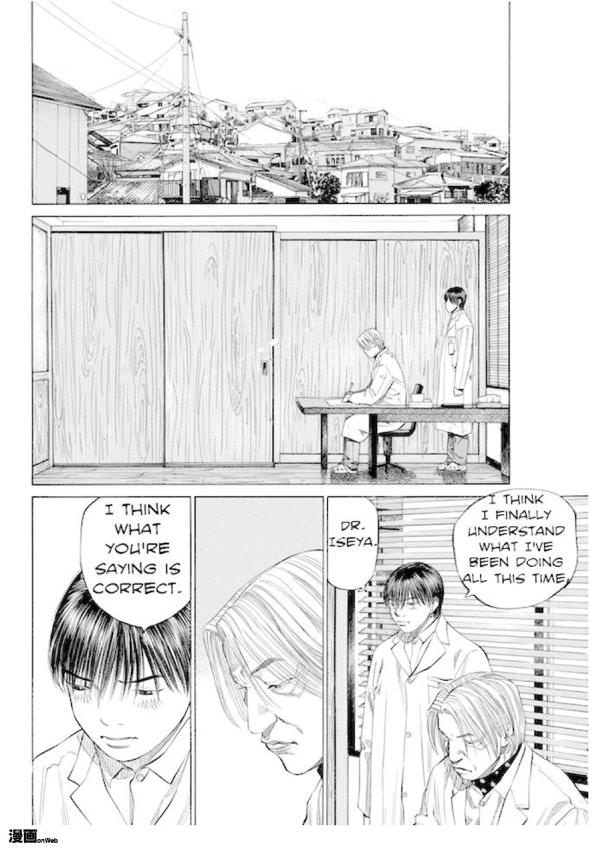 I THINK
I FINALLY
UNDERSTAND
WHAT I'VE
BEEN DOING
ALL THIS TIME,
DR.
ISEYA.
I THINK
WHAT
YOU'RE
SAYING IS
CORRECT.
漫画onWeb